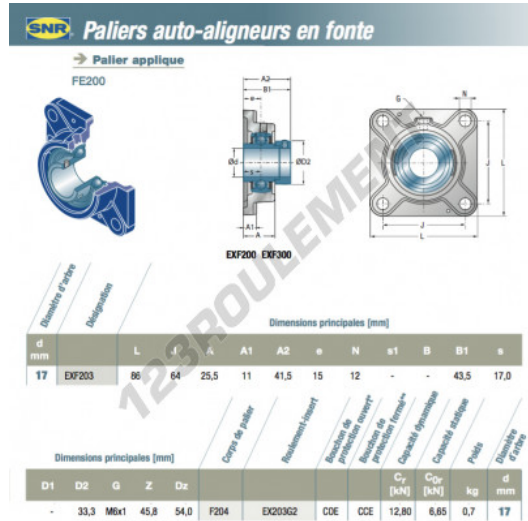 SNR Paliers auto-aligneurs en fonte
Palier applique
FE200
A2
B1
e
N
G
Ød
s
ØD2
J
L
A1
A
J
L
EXF200 EXF300
123ROULEMENT
Diamètre d'arbre
Désignation
Dimensions principales [mm]
d mm L J A A1 A2 e N s1 B B1 s
17 EXF203 86 64 25,5 11 41,5 15 12 - - 43,5 17,0
Dimensions principales [mm]
Corps de palier
Roulement-insert
Bouchon de protection ouvert*
Bouchon de protection fermé**
Capacité dynamique
Capacité statique
Poids
Diamètre d'arbre
D1 D2 G Z Dz Cr [kN] C0r [kN] kg d mm
- 33,3 M6x1 45,8 54,0 F204 EX203G2 COE CCE 12,80 6,65 0,7 17